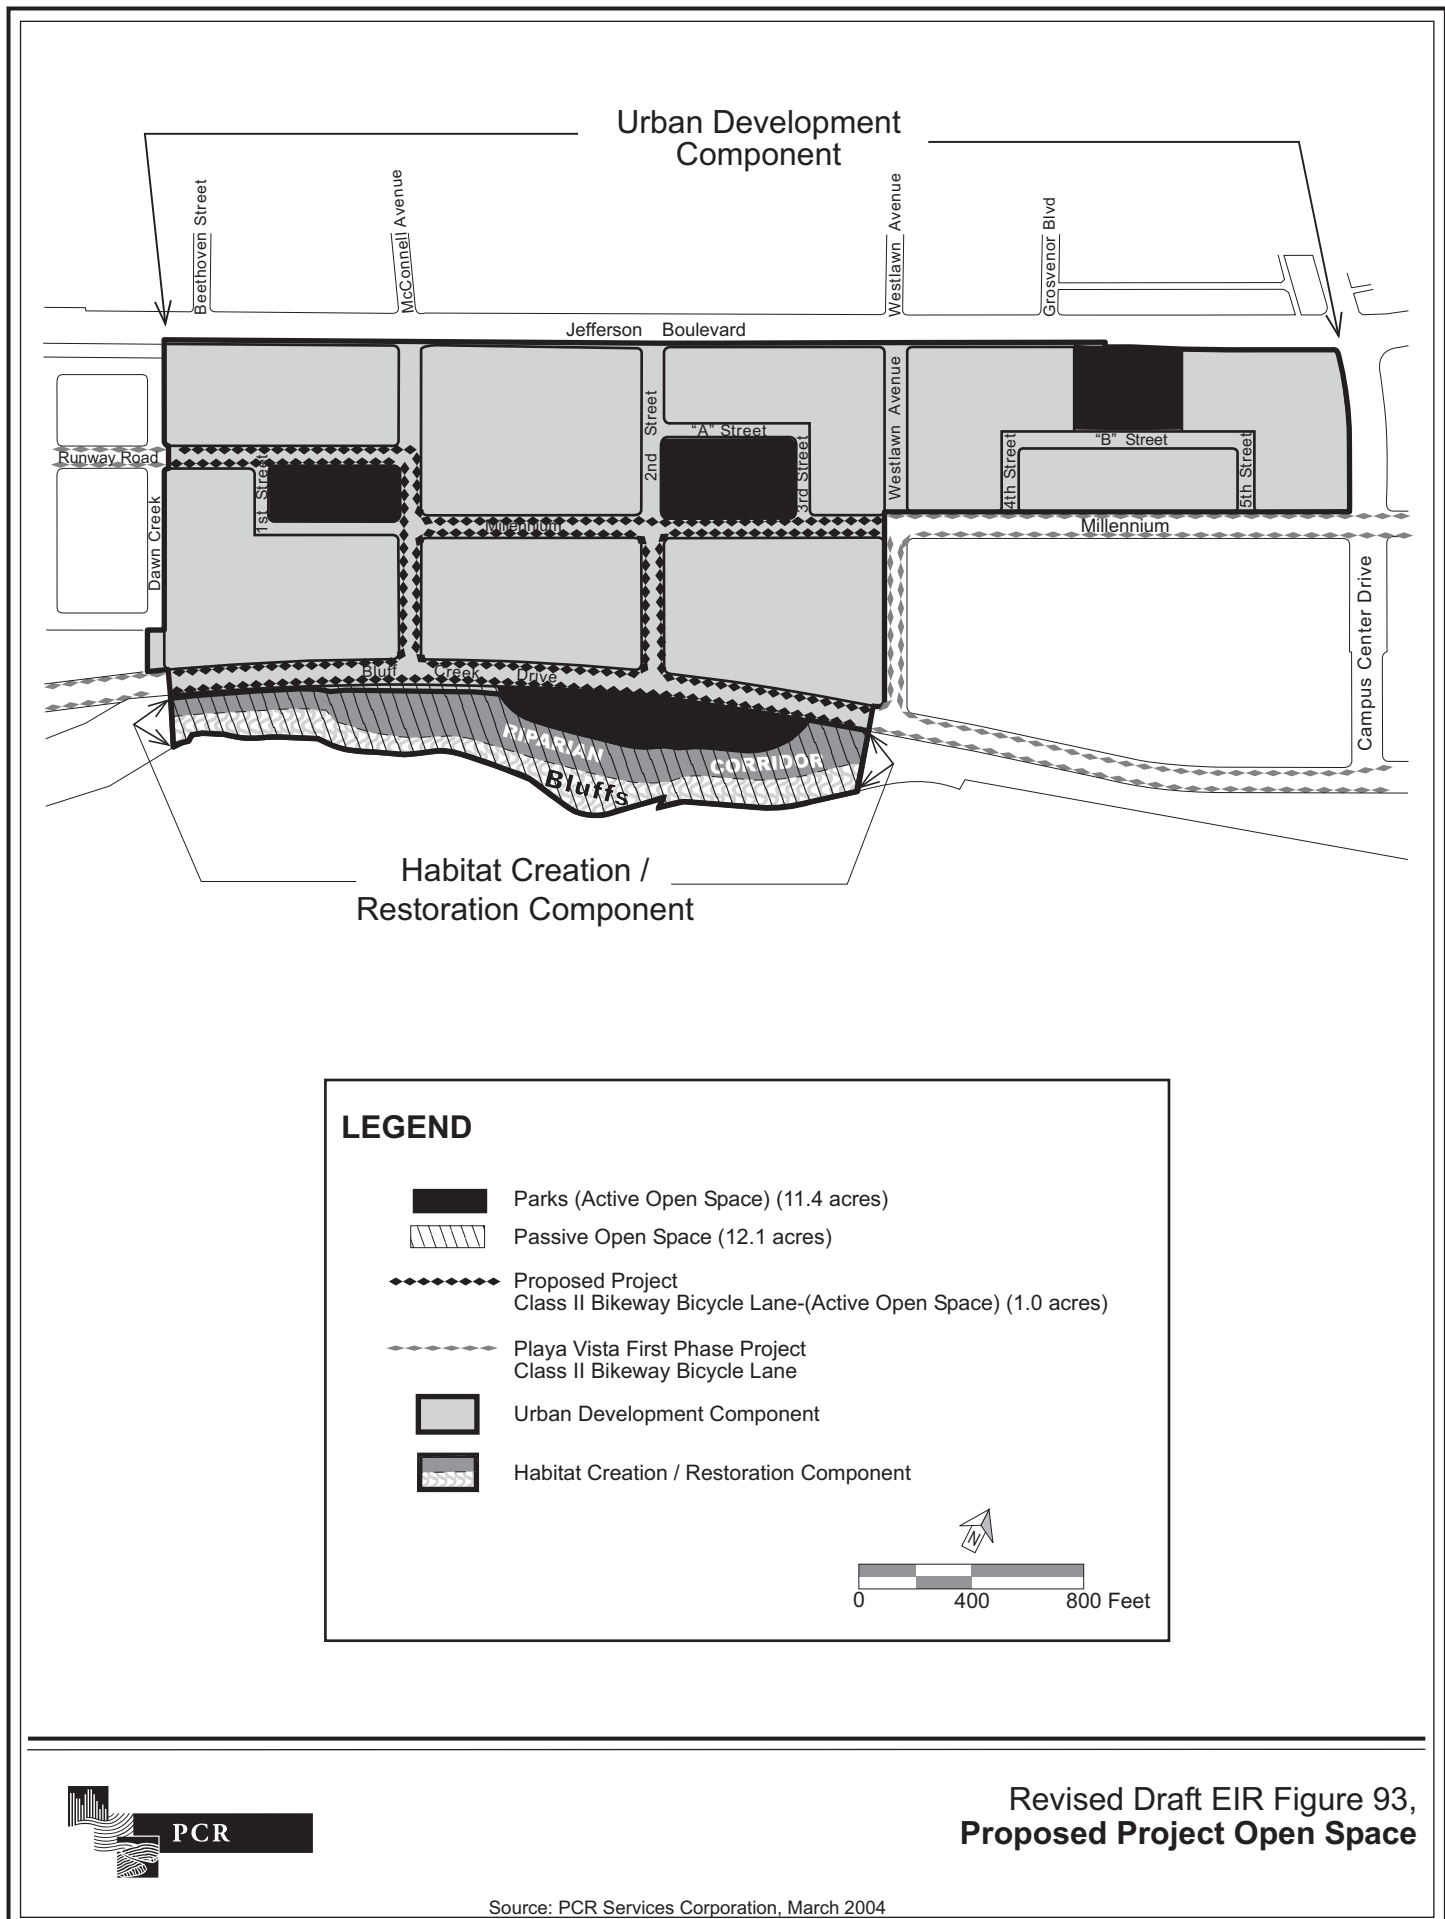 Urban Development
Component
Beethoven Street
McConnell Avenue
Westlawn Avenue
Grosvenor Blvd
Jefferson Boulevard
Runway Road
Dawn Creek
1st Street
2nd Street
"A" Street
3rd Street
Westlawn Avenue
4th Street
"B" Street
5th Street
Millennium
Millennium
Campus Center Drive
Bluff Creek Drive
RIPARIAN
CORRIDOR
Bluffs
Habitat Creation /
Restoration Component
LEGEND
Parks (Active Open Space) (11.4 acres)
Passive Open Space (12.1 acres)
Proposed Project
Class II Bikeway Bicycle Lane-(Active Open Space) (1.0 acres)
Playa Vista First Phase Project
Class II Bikeway Bicycle Lane
Urban Development Component
Habitat Creation / Restoration Component
N
0 400 800 Feet
PCR
Revised Draft EIR Figure 93,
Proposed Project Open Space
Source: PCR Services Corporation, March 2004